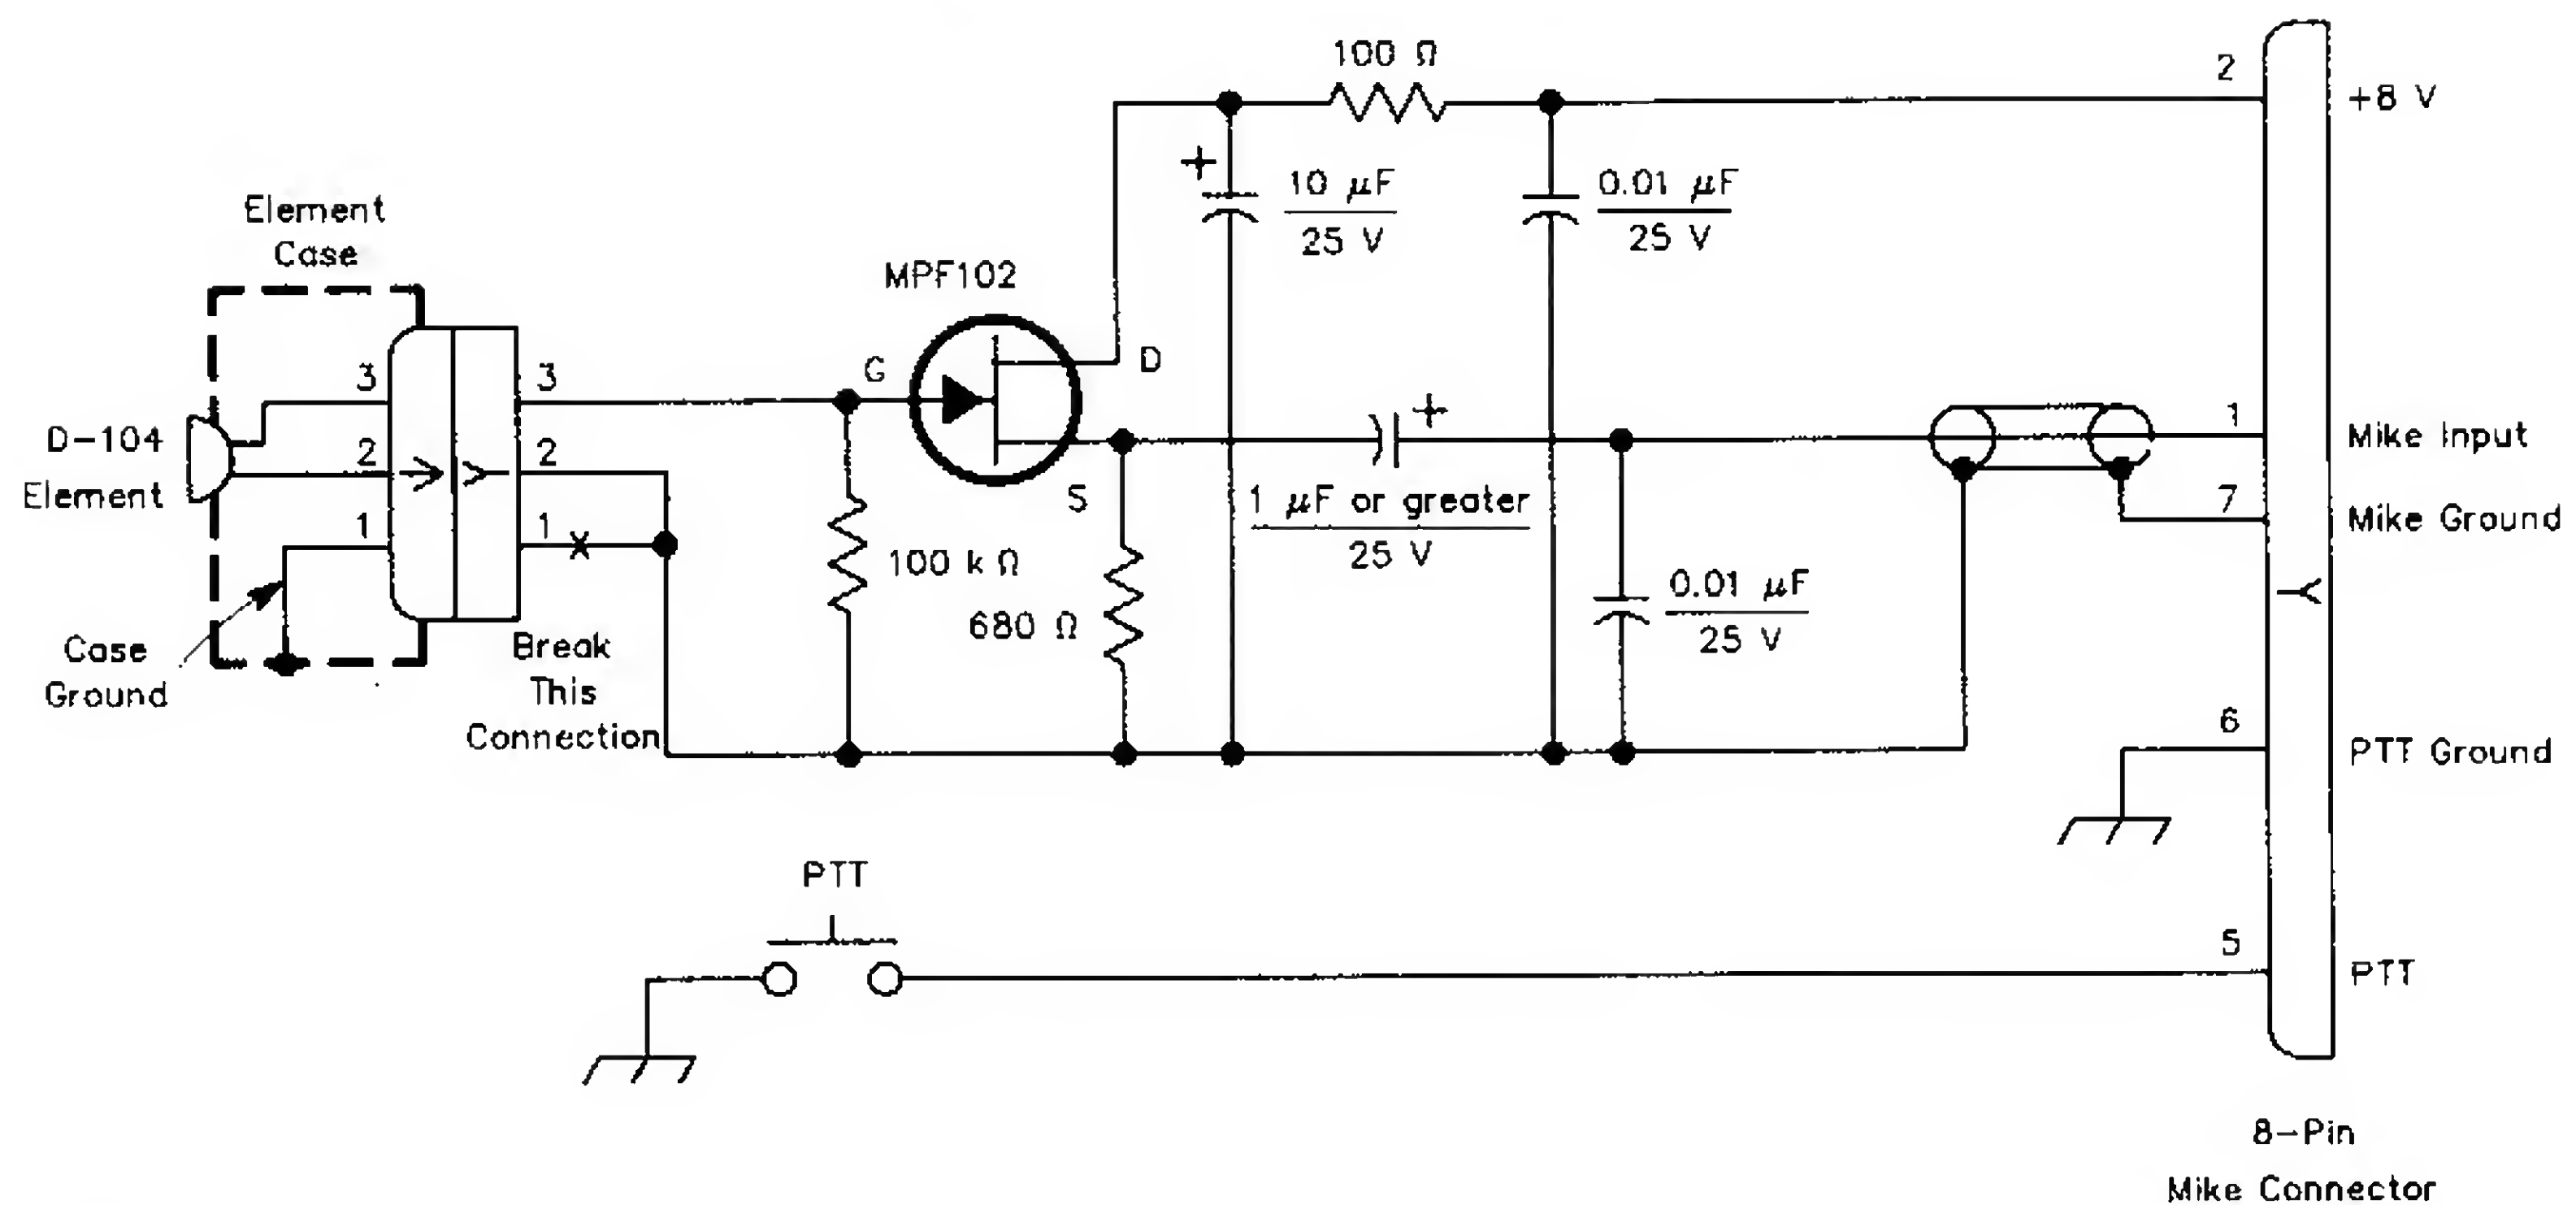 100 Ω
2
+8 V
+
10 μF
25 V
0.01 μF
25 V
Element
Case
MPF102
G
D
S
3
3
D-104
Element
2
2
1
1
+
1
Mike Input
1 μF or greater
25 V
7
Mike Ground
100 k Ω
680 Ω
0.01 μF
25 V
Case
Ground
Break
This
Connection
6
PTT Ground
PTT
5
PTT
8-Pin
Mike Connector